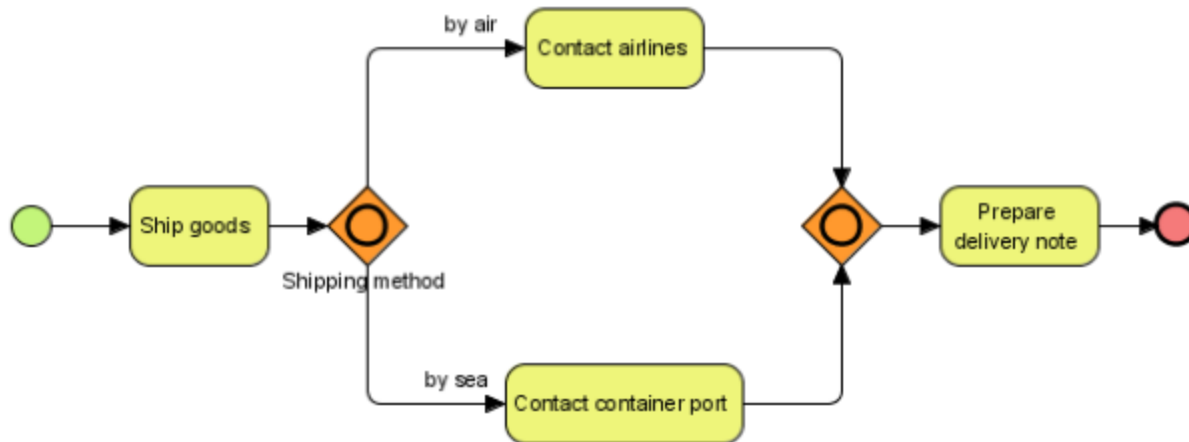 by air
Contact airlines
Ship goods
Shipping method
Prepare
delivery note
by sea
Contact container port